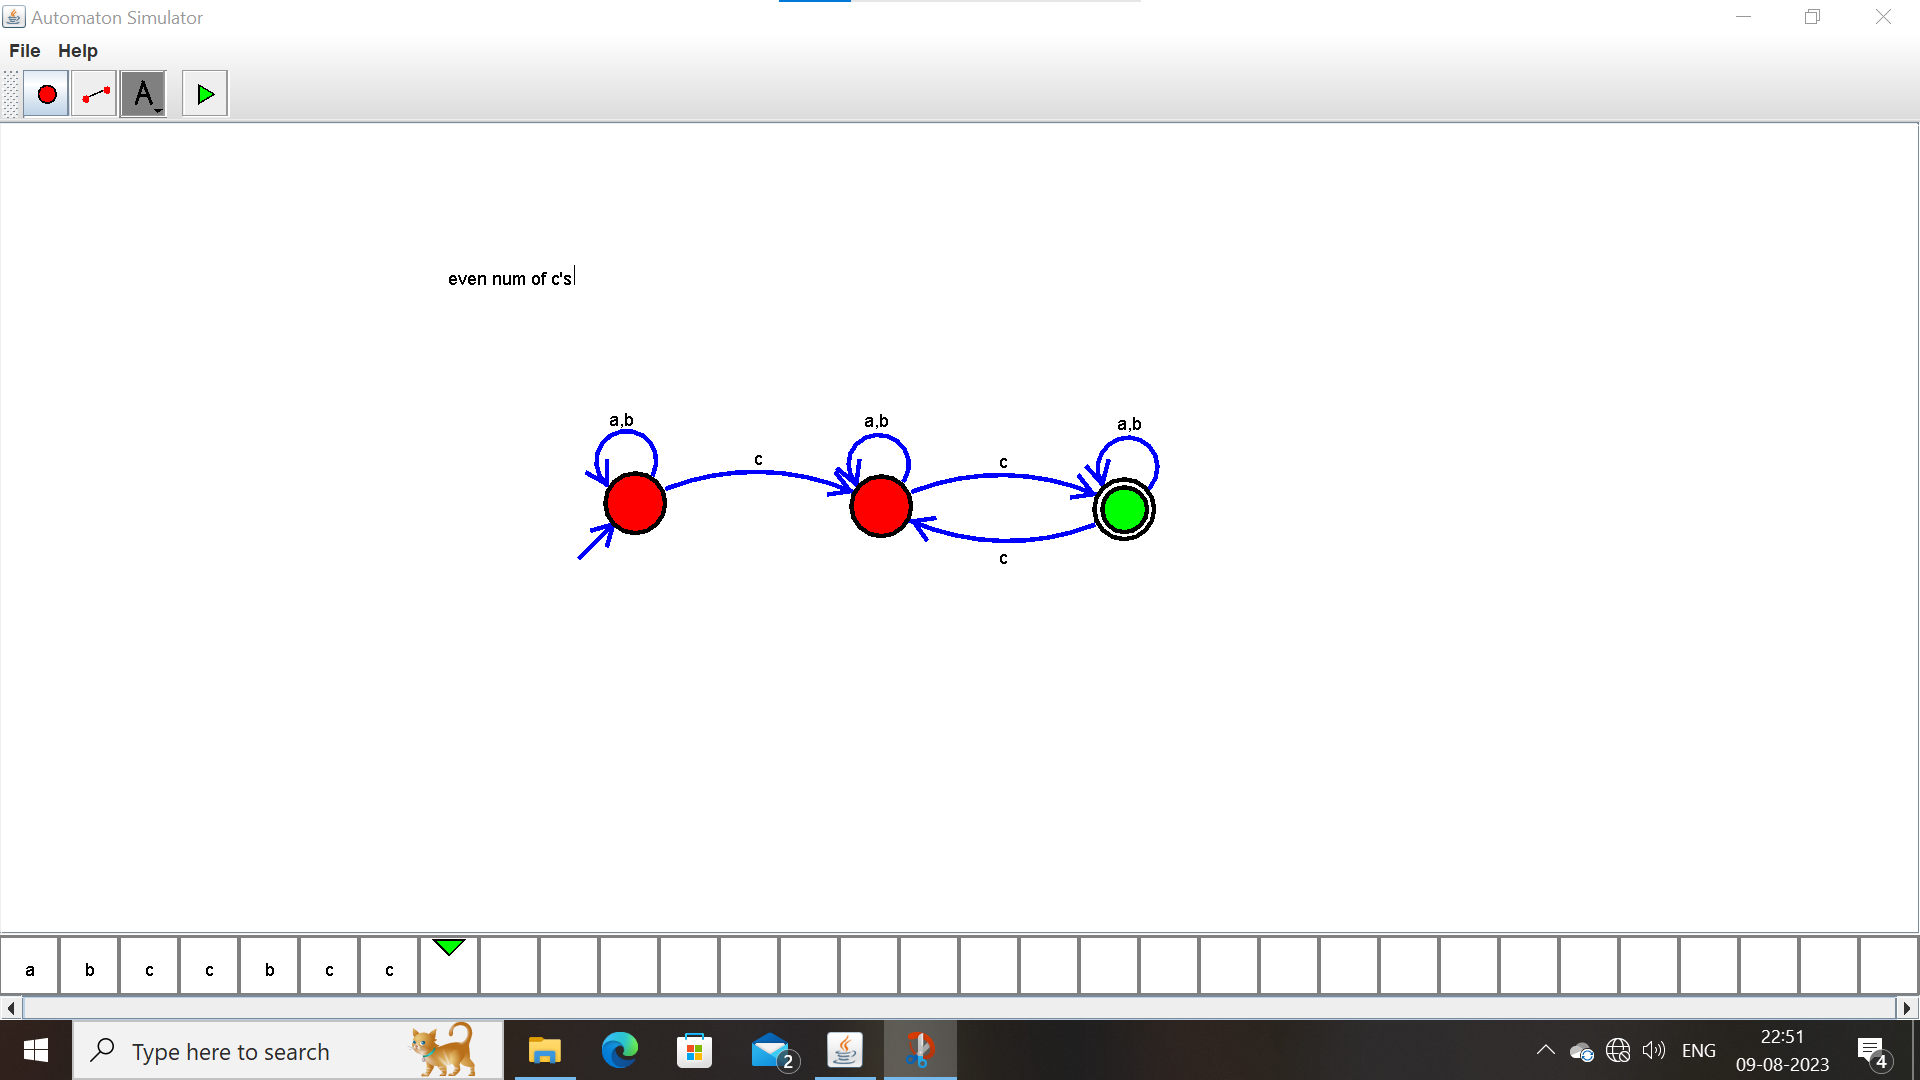 Automaton Simulator
File Help
A
even num of c's
a,b a,b a,b
c c
c
a b c c b c c
Type here to search
2
ENG
22:51
09-08-2023
4